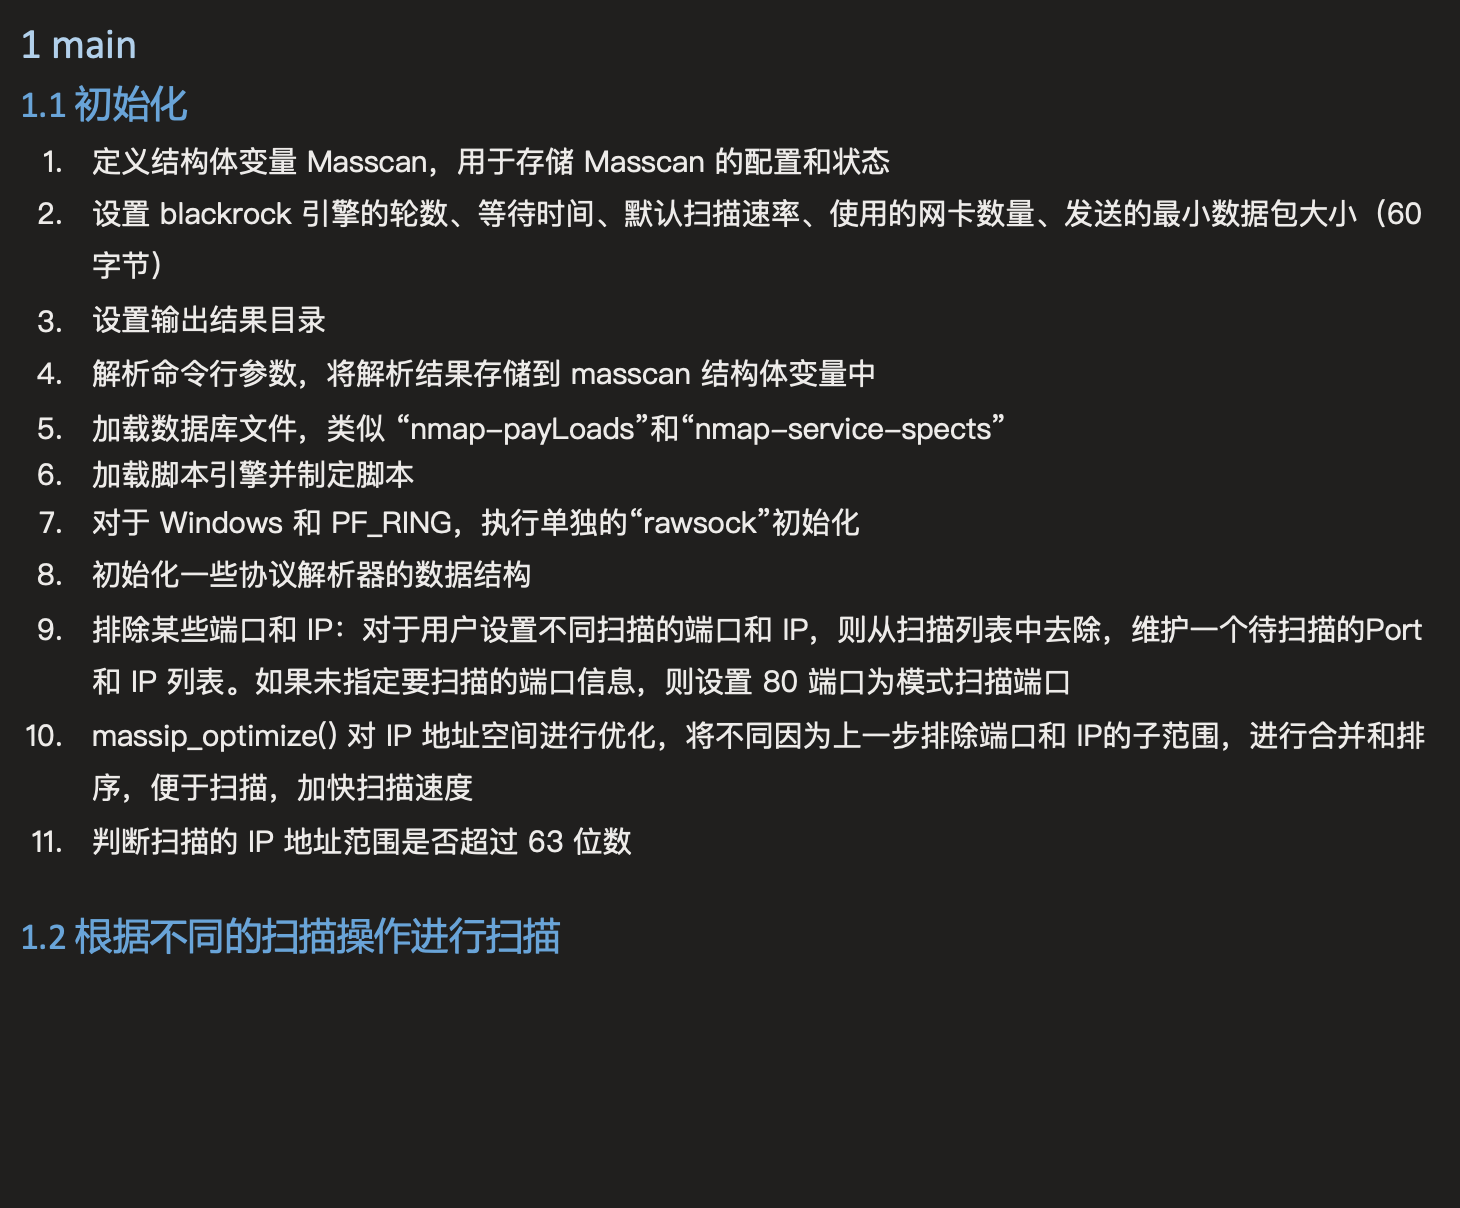 1 main
1.1 初始化
1. 定义结构体变量 Masscan，用于存储 Masscan 的配置和状态
2. 设置 blackrock 引擎的轮数、等待时间、默认扫描速率、使用的网卡数量、发送的最小数据包大小（60
字节）
3. 设置输出结果目录
4. 解析命令行参数，将解析结果存储到 masscan 结构体变量中
5. 加载数据库文件，类似 “nmap-payLoads”和“nmap-service-spects”
6. 加载脚本引擎并制定脚本
7. 对于 Windows 和 PF_RING，执行单独的“rawsock”初始化
8. 初始化一些协议解析器的数据结构
9. 排除某些端口和 IP：对于用户设置不同扫描的端口和 IP，则从扫描列表中去除，维护一个待扫描的Port
和 IP 列表。如果未指定要扫描的端口信息，则设置 80 端口为模式扫描端口
10. massip_optimize() 对 IP 地址空间进行优化，将不同因为上一步排除端口和 IP的子范围，进行合并和排
序，便于扫描，加快扫描速度
11. 判断扫描的 IP 地址范围是否超过 63 位数
1.2 根据不同的扫描操作进行扫描